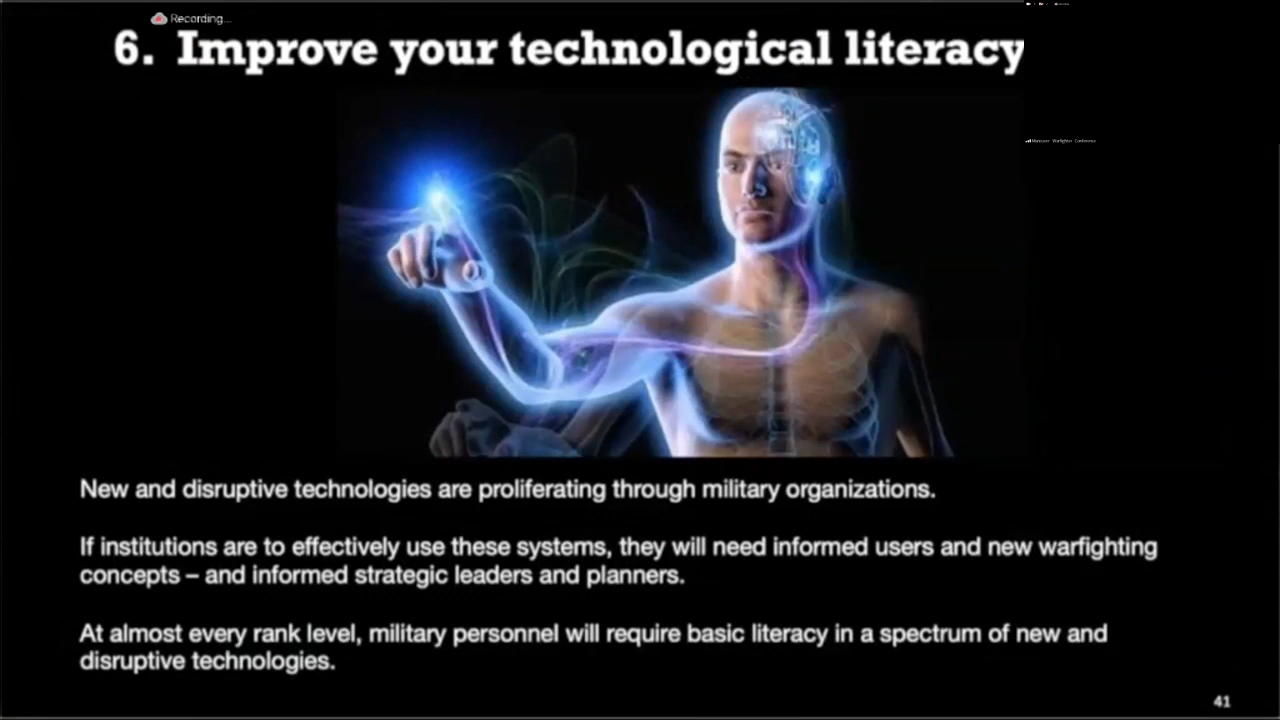 Recording...
6. Improve your technological literacy
Maneuver Warfighter Conference
New and disruptive technologies are proliferating through military organizations.
If institutions are to effectively use these systems, they will need informed users and new warfighting
concepts – and informed strategic leaders and planners.
At almost every rank level, military personnel will require basic literacy in a spectrum of new and
disruptive technologies.
41